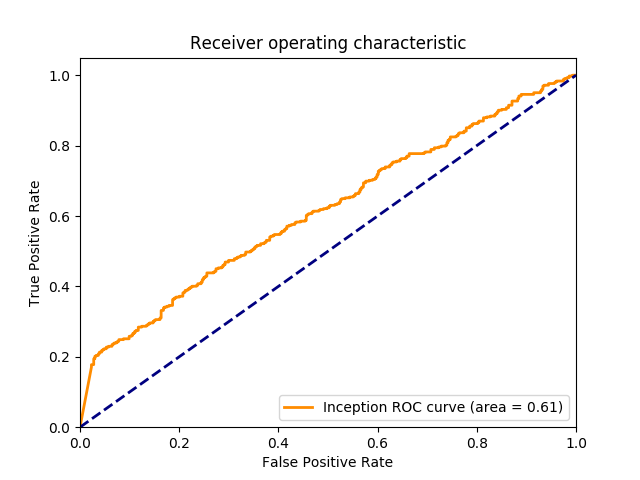 Receiver operating characteristic
True Positive Rate
1.0
0.8
0.6
0.4
0.2
0.0
0.0 0.2 0.4 0.6 0.8 1.0
False Positive Rate
Inception ROC curve (area = 0.61)